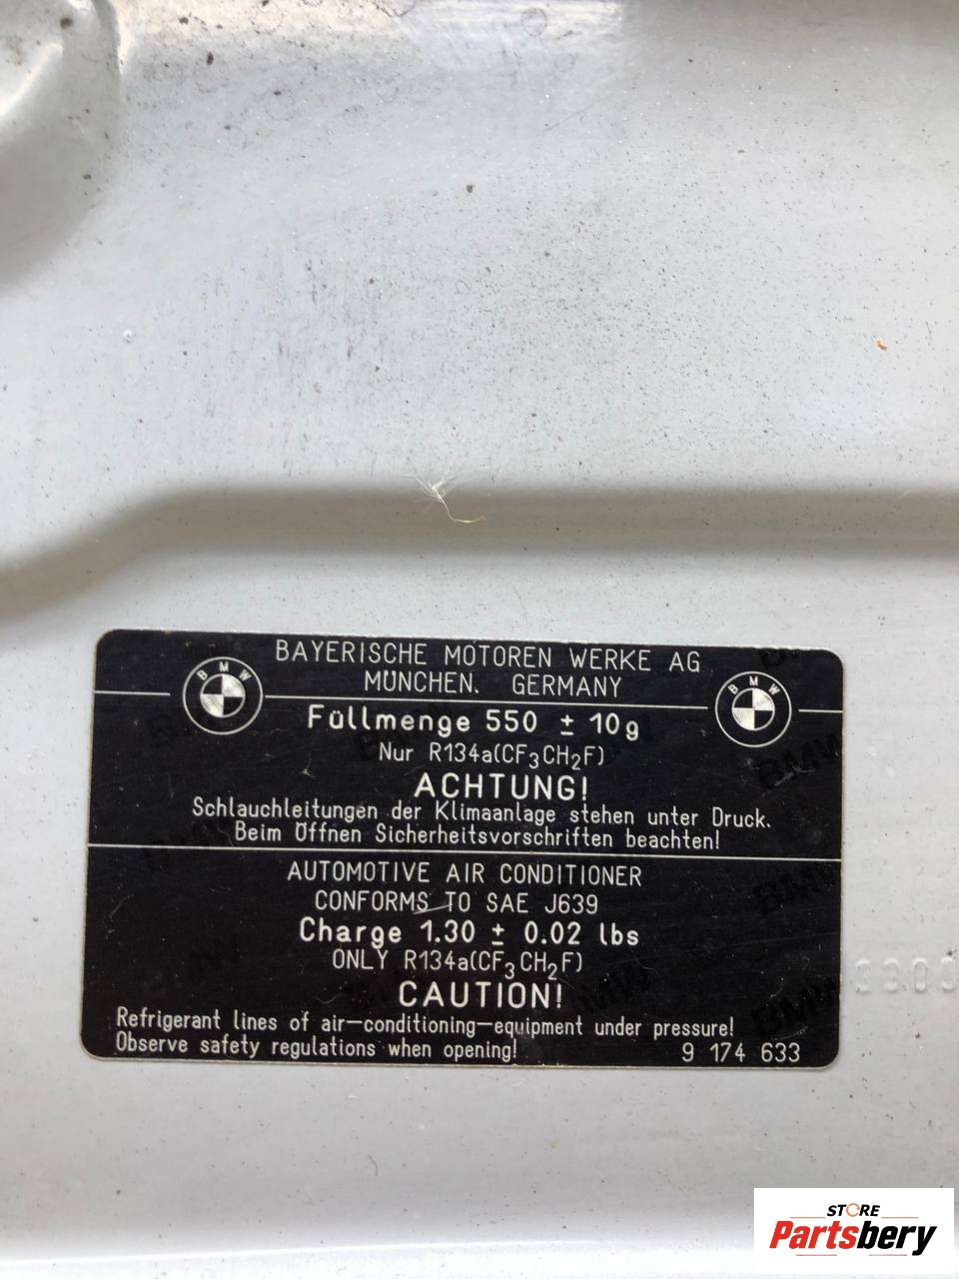 BAYERISCHE MOTOREN WERKE AG
MÜNCHEN. GERMANY
BMW
BMW
Füllmenge 550 ± 10g
Nur R134a(CF3CH2F)
ACHTUNG!
Schlauchleitungen der Klimaanlage stehen unter Druck.
Beim Öffnen Sicherheitsvorschriften beachten!
AUTOMOTIVE AIR CONDITIONER
CONFORMS TO SAE J639
Charge 1.30 ± 0.02 lbs
ONLY R134a(CF3CH2F)
CAUTION!
Refrigerant lines of air-conditioning-equipment under pressure!
Observe safety regulations when opening!
9 174 633
STORE
Partsbery